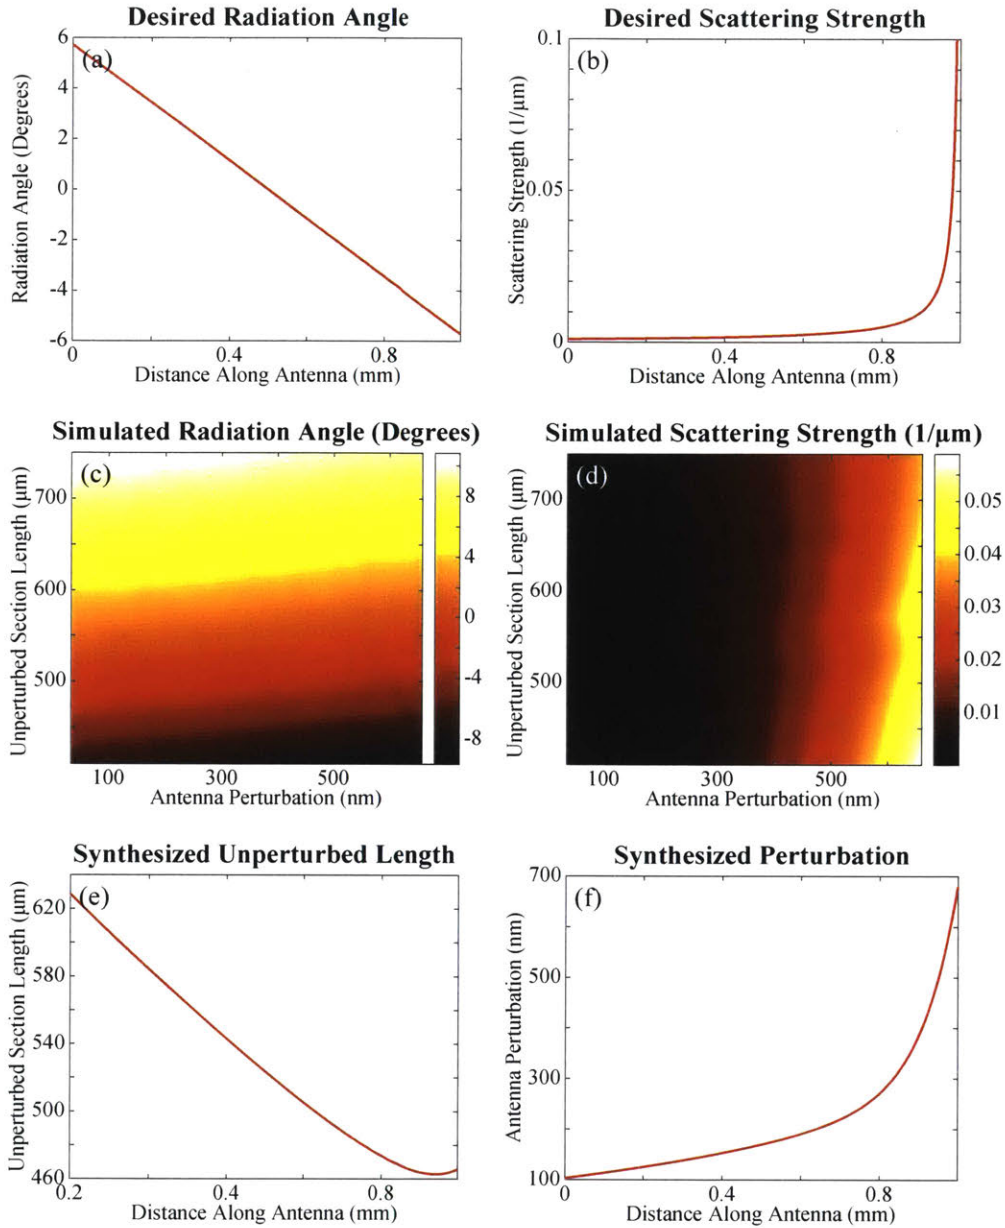 Desired Radiation Angle
(a)
Radiation Angle (Degrees)
6
4
2
0
-2
-4
-6
0
0.4
0.8
Distance Along Antenna (mm)
Desired Scattering Strength
(b)
Scattering Strength (1/µm)
0.1
0.05
0
0
0.4
0.8
Distance Along Antenna (mm)
Simulated Radiation Angle (Degrees)
(c)
Unperturbed Section Length (µm)
700
600
500
100
300
500
Antenna Perturbation (nm)
8
4
0
-4
-8
Simulated Scattering Strength (1/µm)
(d)
Unperturbed Section Length (µm)
700
600
500
100
300
500
Antenna Perturbation (nm)
0.05
0.04
0.03
0.02
0.01
Synthesized Unperturbed Length
(e)
Unperturbed Section Length (µm)
620
580
540
500
460
0.2
0.4
0.8
Distance Along Antenna (mm)
Synthesized Perturbation
(f)
Antenna Perturbation (nm)
700
500
300
100
0
0.4
0.8
Distance Along Antenna (mm)